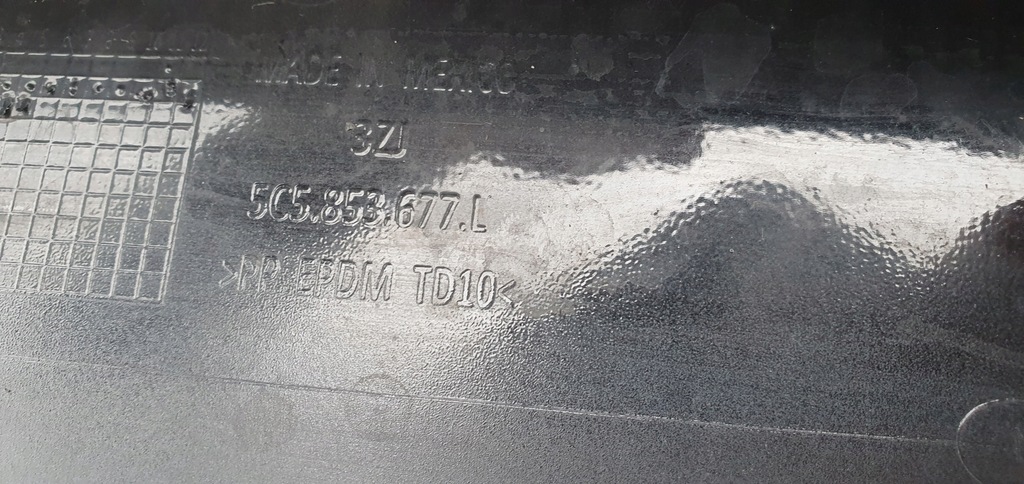 MADE IN MEXICO
3ZJ
5C5.853.677.L
>PP EPDM TD10<